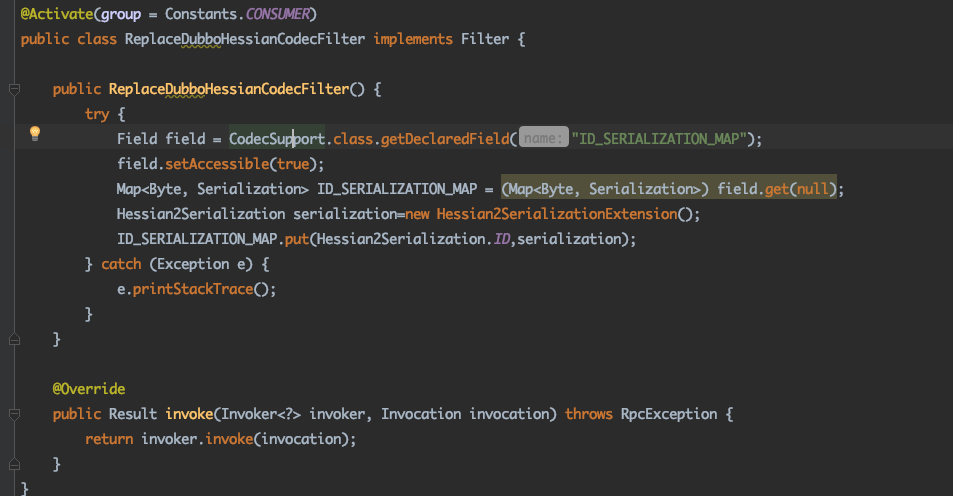 @Activate(group = Constants.CONSUMER)
public class ReplaceDubboHessianCodecFilter implements Filter {
    public ReplaceDubboHessianCodecFilter() {
        try {
            Field field = CodecSupport.class.getDeclaredField( name: "ID_SERIALIZATION_MAP");
            field.setAccessible(true);
            Map<Byte, Serialization> ID_SERIALIZATION_MAP = (Map<Byte, Serialization>) field.get(null);
            Hessian2Serialization serialization=new Hessian2SerializationExtension();
            ID_SERIALIZATION_MAP.put(Hessian2Serialization.ID,serialization);
        } catch (Exception e) {
            e.printStackTrace();
        }
    }
    @Override
    public Result invoke(Invoker<?> invoker, Invocation invocation) throws RpcException {
        return invoker.invoke(invocation);
    }
}